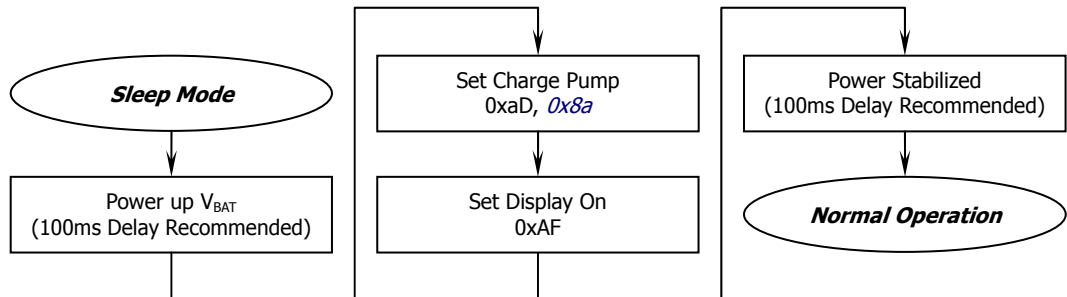 Sleep Mode
Power up VBAT
(100ms Delay Recommended)
Set Charge Pump
0xaD, 0x8a
Set Display On
0xAF
Power Stabilized
(100ms Delay Recommended)
Normal Operation